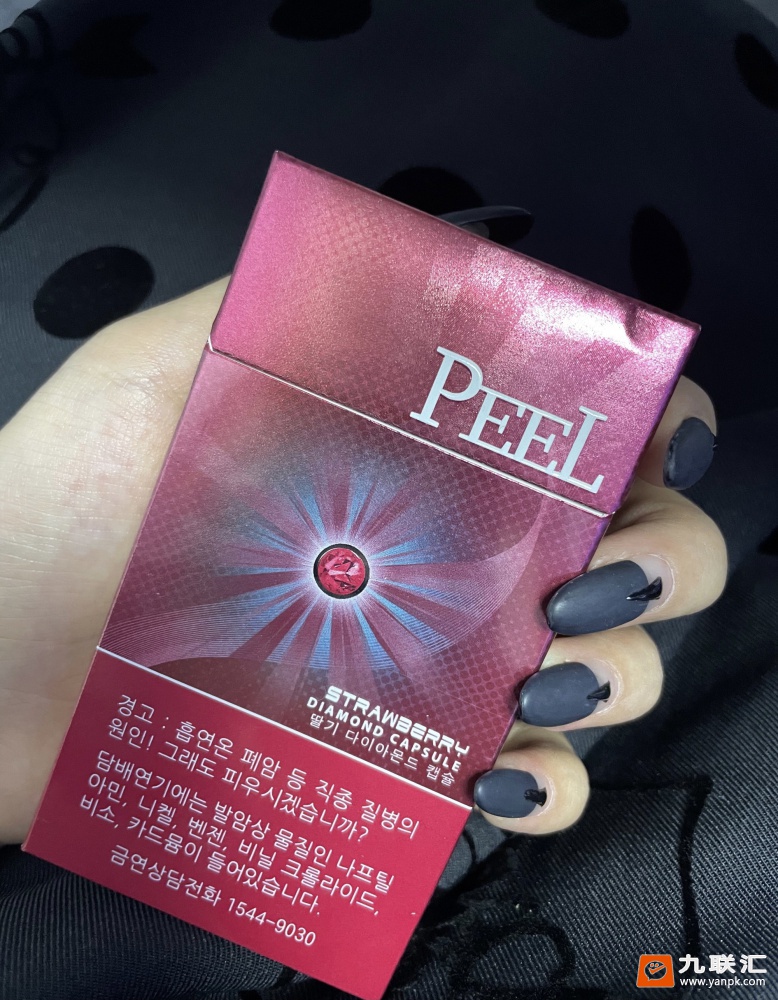 PEEL
STRAWBERRY
DIAMOND CAPSULE
딸기 다이아몬드 캡슐
경고 : 흡연은 폐암 등 직종 질병의
원인! 그래도 피우시겠습니까?
담배연기에는 발암상 물질인 나프틸
아민, 니켈, 벤젠, 비닐 크롤라이드,
비소, 카드뮴이 들어있습니다.
금연상담전화 1544-9030
九联汇
www.yanpk.com